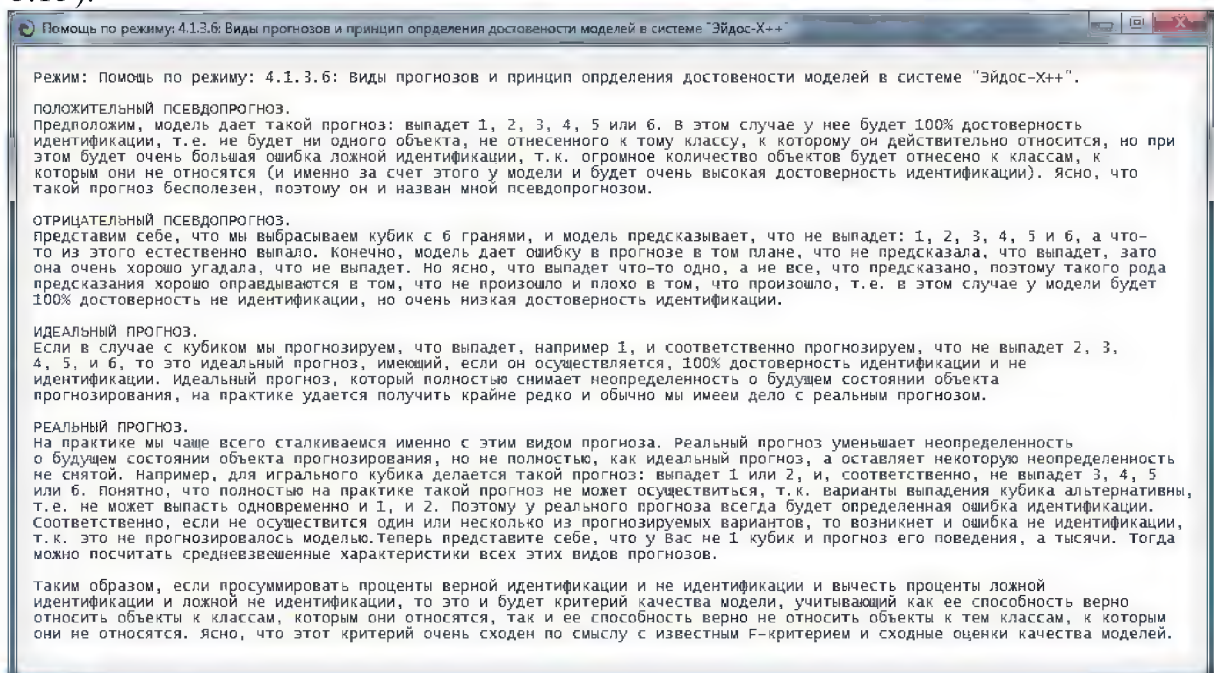 Помощь по режиму: 4.1.3.6: Виды прогнозов и принцип опрделения достовености моделей в системе "Эйдос-Х++"
Режим: Помощь по режиму: 4.1.3.6: Виды прогнозов и принцип опрделения достовености моделей в системе "Эйдос-Х++".
ПОЛОЖИТЕЛЬНЫЙ ПСЕВДОПРОГНОЗ.
Предположим, модель дает такой прогноз: выпадет 1, 2, 3, 4, 5 или 6. В этом случае у нее будет 100% достоверность
идентификации, т.е. не будет ни одного объекта, не отнесенного к тому классу, к которому он действительно относится, но при
этом будет очень большая ошибка ложной идентификации, т.к. огромное количество объектов будет отнесено к классам, к
которым они не относятся (и именно за счет этого у модели и будет очень высокая достоверность идентификации). Ясно, что
такой прогноз бесполезен, поэтому он и назван мной псевдопрогнозом.
ОТРИЦАТЕЛЬНЫЙ ПСЕВДОПРОГНОЗ.
Представим себе, что мы выбрасываем кубик с 6 гранями, и модель предсказывает, что не выпадет: 1, 2, 3, 4, 5 и 6, а что-
то из этого естественно выпало. Конечно, модель дает ошибку в прогнозе в том плане, что не предсказала, что выпадет, зато
она очень хорошо угадала, что не выпадет. Но ясно, что выпадет что-то одно, а не все, что предсказано, поэтому такого рода
предсказания хорошо оправдываются в том, что не произошло и плохо в том, что произошло, т.е. в этом случае у модели будет
100% достоверность не идентификации, но очень низкая достоверность идентификации.
ИДЕАЛЬНЫЙ ПРОГНОЗ.
Если в случае с кубиком мы прогнозируем, что выпадет, например 1, и соответственно прогнозируем, что не выпадет 2, 3,
4, 5, и 6, то это идеальный прогноз, имеющий, если он осуществляется, 100% достоверность идентификации и не
идентификации. Идеальный прогноз, который полностью снимает неопределенность о будущем состоянии объекта
прогнозирования, на практике удается получить крайне редко и обычно мы имеем дело с реальным прогнозом.
РЕАЛЬНЫЙ ПРОГНОЗ.
На практике мы чаще всего сталкиваемся именно с этим видом прогноза. Реальный прогноз уменьшает неопределенность
о будущем состоянии объекта прогнозирования, но не полностью, как идеальный прогноз, а оставляет некоторую неопределенность
не снятой. Например, для игрального кубика делается такой прогноз: выпадет 1 или 2, и, соответственно, не выпадет 3, 4, 5
или 6. Понятно, что полностью на практике такой прогноз не может осуществиться, т.к. варианты выпадения кубика альтернативны,
т.е. не может выпасть одновременно и 1, и 2. Поэтому у реального прогноза всегда будет определенная ошибка идентификации.
Соответственно, если не осуществится один или несколько из прогнозируемых вариантов, то возникнет и ошибка не идентификации,
т.к. это не прогнозировалось моделью.Теперь представите себе, что у Вас не 1 кубик и прогноз его поведения, а тысячи. Тогда
можно посчитать средневзвешенные характеристики всех этих видов прогнозов.
Таким образом, если просуммировать проценты верной идентификации и не идентификации и вычесть проценты ложной
идентификации и ложной не идентификации, то это и будет критерий качества модели, учитывающий как ее способность верно
относить объекты к классам, которым они относятся, так и ее способность верно не относить объекты к тем классам, к которым
они не относятся. Ясно, что этот критерий очень сходен по смыслу с известным F-критерием и сходные оценки качества моделей.